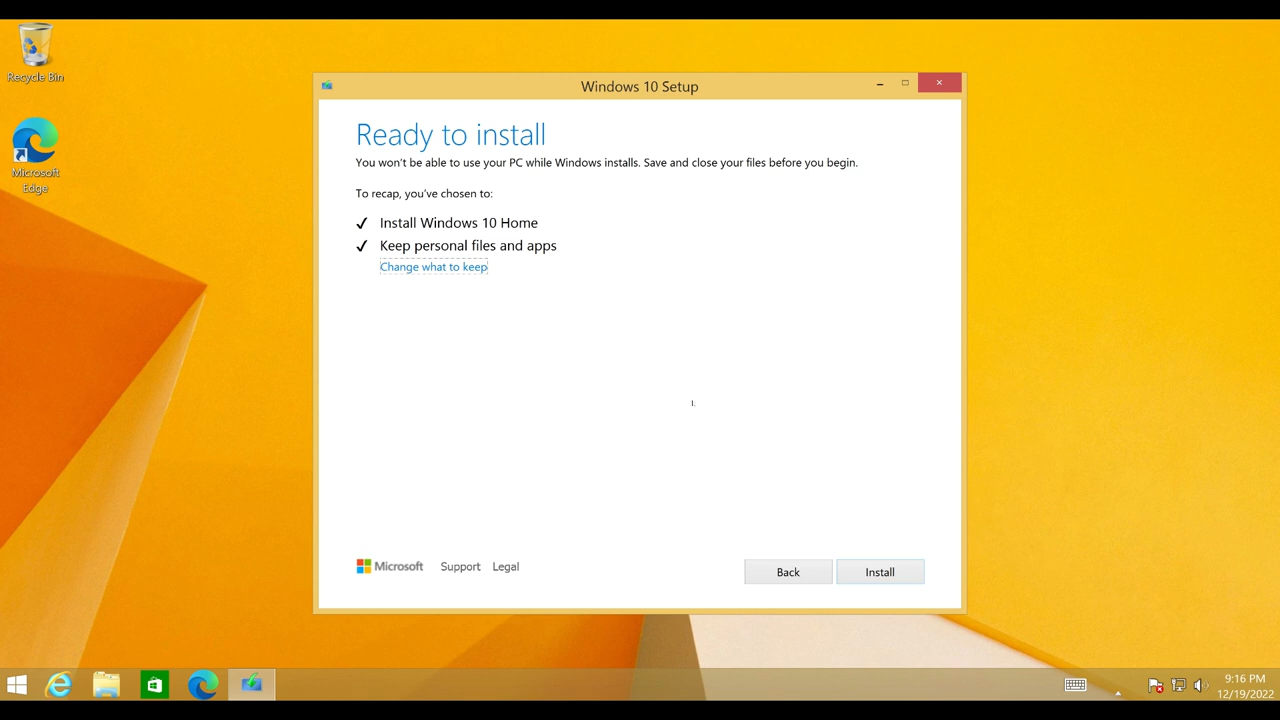 Recycle Bin
Microsoft
Edge
Windows 10 Setup
Ready to install
You won't be able to use your PC while Windows installs. Save and close your files before you begin.
To recap, you've chosen to:
Install Windows 10 Home
Keep personal files and apps
Change what to keep
Microsoft Support Legal
Back Install
9:16 PM
12/19/2022